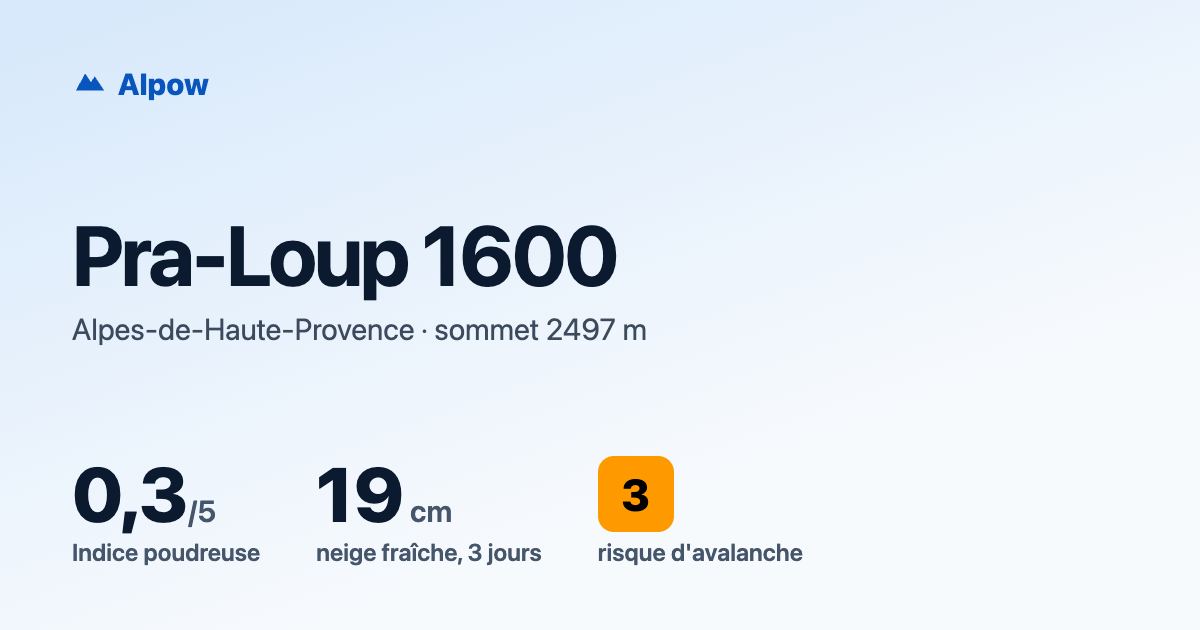 Alpow
Pra-Loup 1600
Alpes-de-Haute-Provence · sommet 2497 m
0,3/5
Indice poudreuse
19 cm
neige fraîche, 3 jours
3
risque d'avalanche